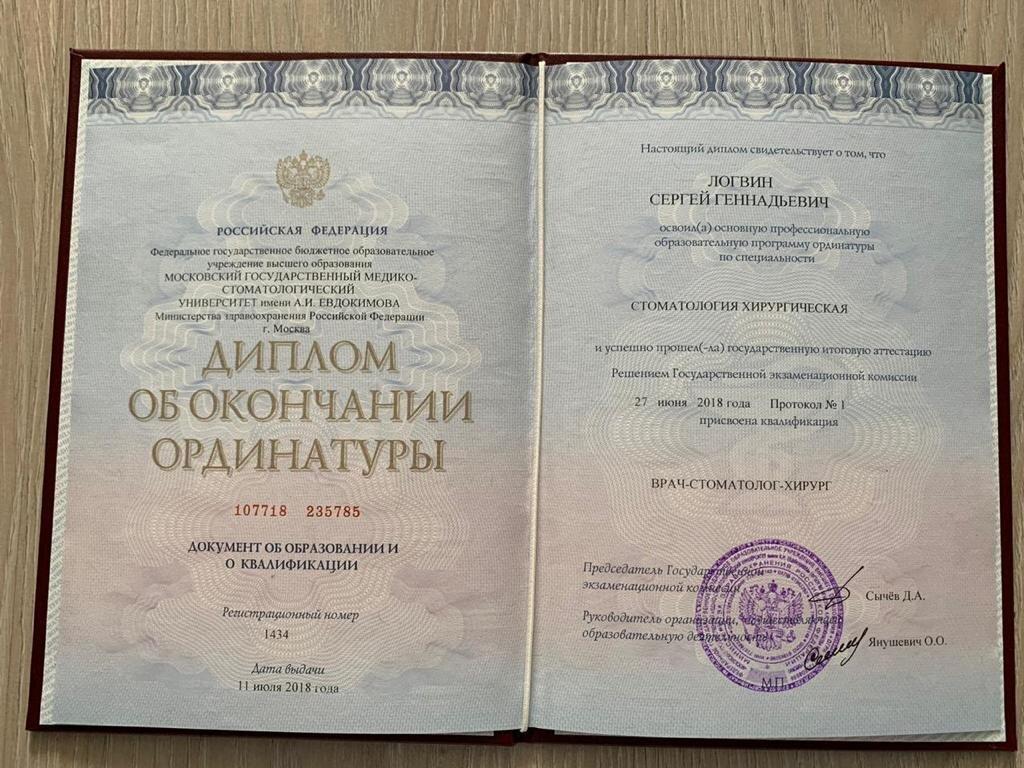 РОССИЙСКАЯ ФЕДЕРАЦИЯ
Федеральное государственное бюджетное образовательное
учреждение высшего образования
МОСКОВСКИЙ ГОСУДАРСТВЕННЫЙ МЕДИКО-
СТОМАТОЛОГИЧЕСКИЙ
УНИВЕРСИТЕТ имени А.И. ЕВДОКИМОВА
Министерства здравоохранения Российской Федерации
г. Москва
ДИПЛОМ
ОБ ОКОНЧАНИИ
ОРДИНАТУРЫ
107718 235785
ДОКУМЕНТ ОБ ОБРАЗОВАНИИ И
О КВАЛИФИКАЦИИ
Регистрационный номер
1434
Дата выдачи
11 июля 2018 года
Настоящий диплом свидетельствует о том, что
ЛОГВИН
СЕРГЕЙ ГЕННАДЬЕВИЧ
освоил(а) основную профессиональную
образовательную программу ординатуры
по специальности
СТОМАТОЛОГИЯ ХИРУРГИЧЕСКАЯ
и успешно прошел(-ла) государственную итоговую аттестацию
Решением Государственной экзаменационной комиссии
27 июня 2018 года Протокол № 1
присвоена квалификация
ВРАЧ-СТОМАТОЛОГ-ХИРУРГ
Председатель Государственной
экзаменационной комиссии
Сычёв Д.А.
Руководитель организации, осуществляющей
образовательную деятельность
Янушевич О.О.
М.П.